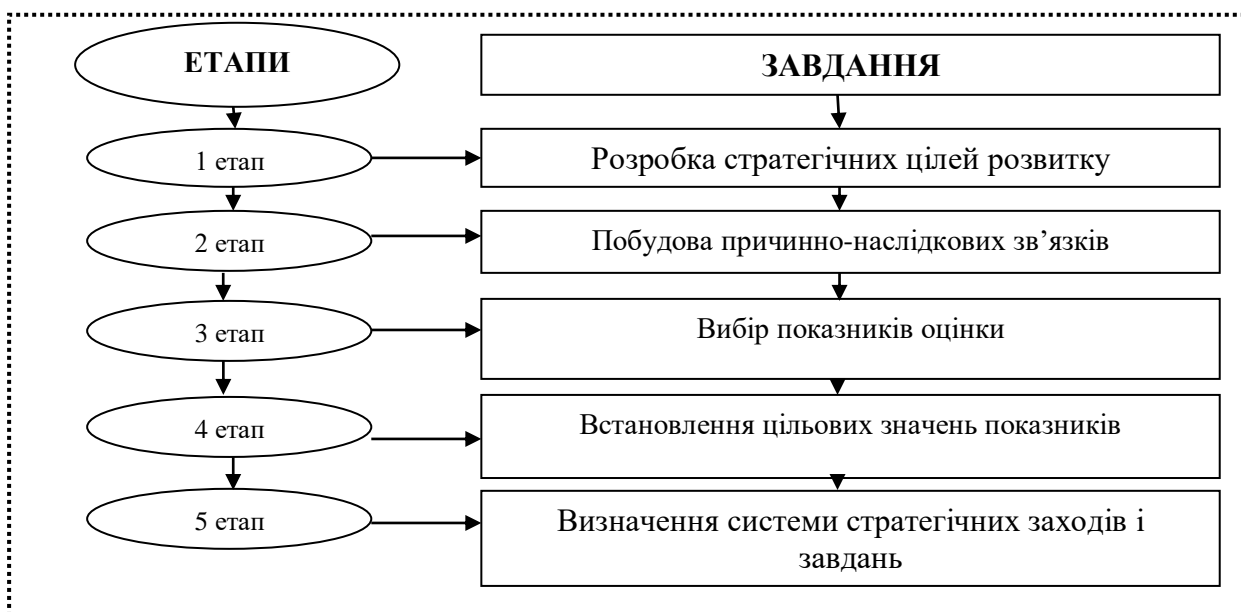 ЕТАПИ
ЗАВДАННЯ
1 етап
Розробка стратегічних цілей розвитку
2 етап
Побудова причинно-наслідкових зв’язків
3 етап
Вибір показників оцінки
4 етап
Встановлення цільових значень показників
5 етап
Визначення системи стратегічних заходів і
завдань